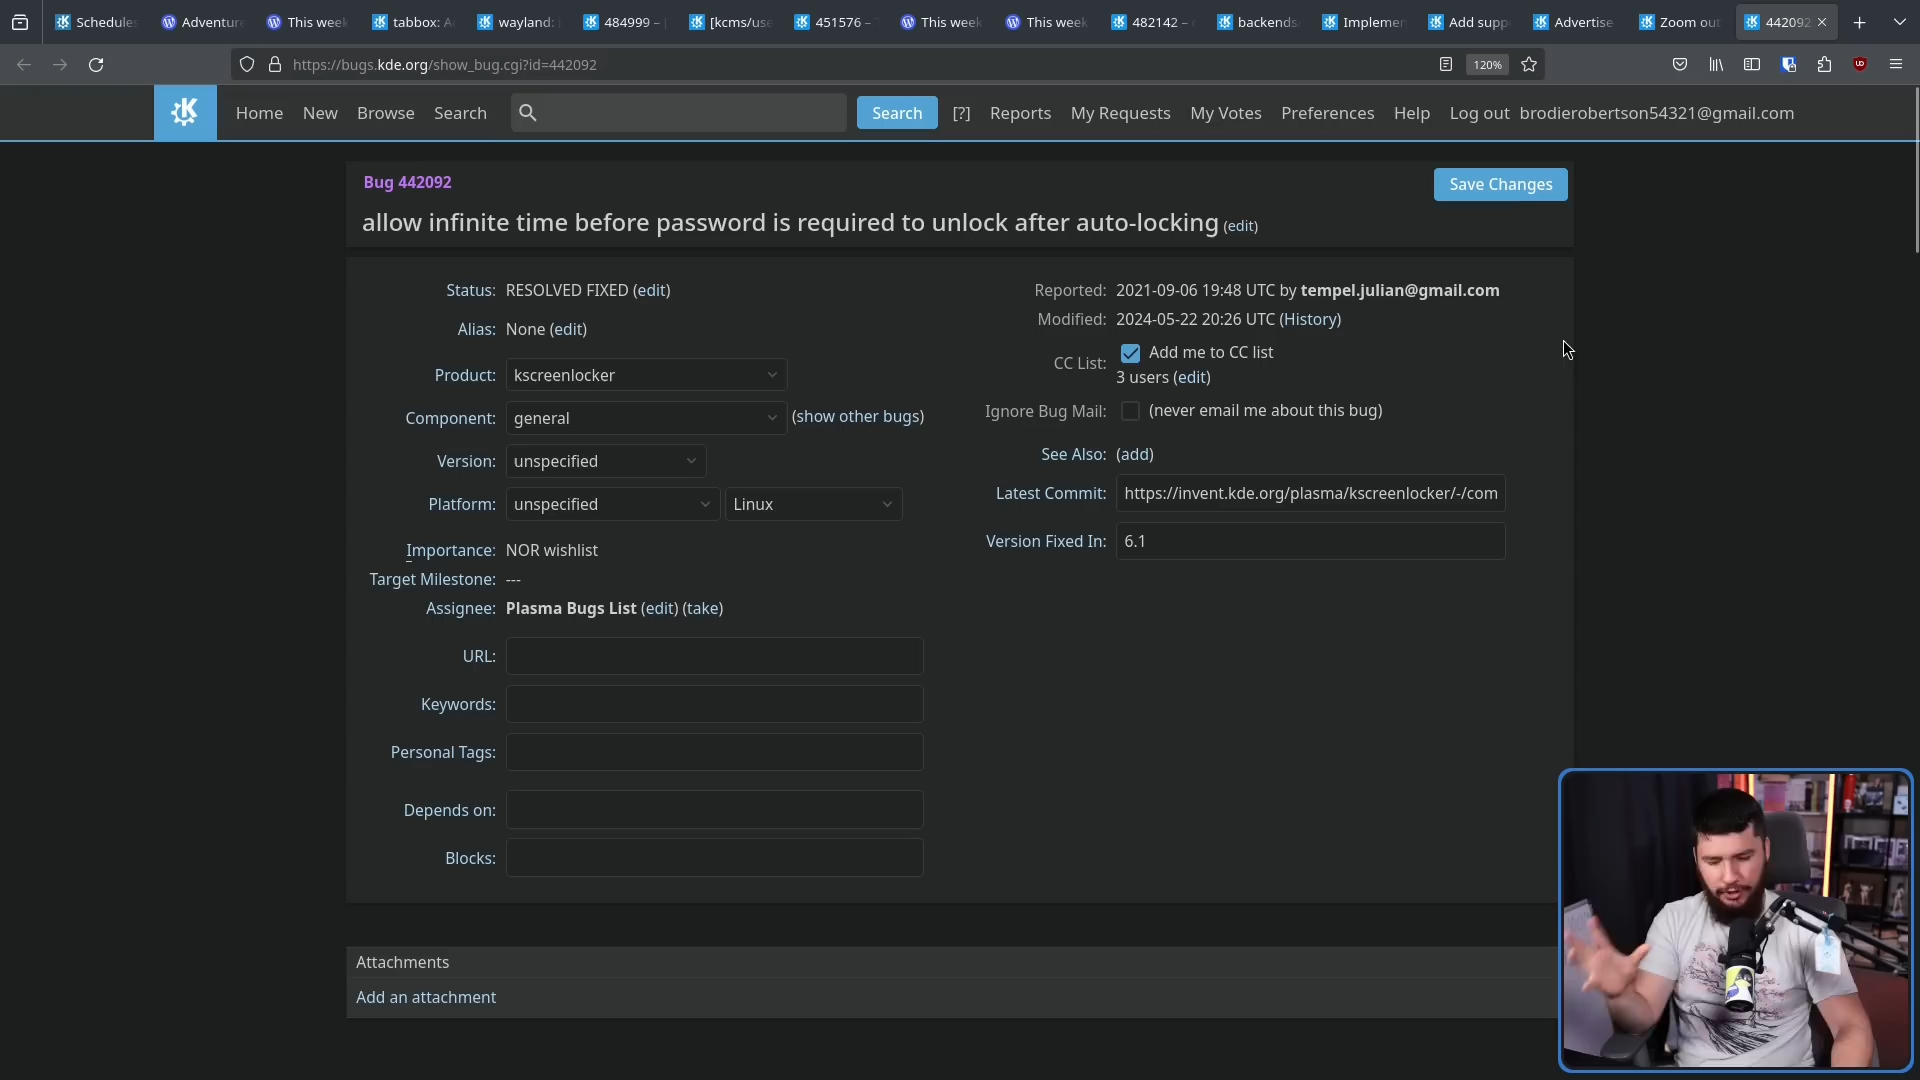 Schedules
Adventure
This week
tabbox: A
wayland:
484999 –
[kcms/use
451576 –
This week
This week
482142 –
backends
Implemen
Add supp
Advertise
Zoom out
442092
https://bugs.kde.org/show_bug.cgi?id=442092
120%
Home New Browse Search
Search [?] Reports My Requests My Votes Preferences Help Log out brodierobertson54321@gmail.com
Bug 442092
Save Changes
allow infinite time before password is required to unlock after auto-locking (edit)
Status: RESOLVED FIXED (edit)
Alias: None (edit)
Product: kscreenlocker
Component: general (show other bugs)
Version: unspecified
Platform: unspecified Linux
Importance: NOR wishlist
Target Milestone: ---
Assignee: Plasma Bugs List (edit) (take)
URL:
Keywords:
Personal Tags:
Depends on:
Blocks:
Reported: 2021-09-06 19:48 UTC by tempel.julian@gmail.com
Modified: 2024-05-22 20:26 UTC (History)
CC List: Add me to CC list
3 users (edit)
Ignore Bug Mail: (never email me about this bug)
See Also: (add)
Latest Commit: https://invent.kde.org/plasma/kscreenlocker/-/com
Version Fixed In: 6.1
Attachments
Add an attachment